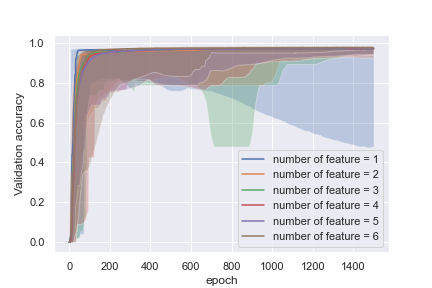 1.0
0.8
0.6
0.4
0.2
0.0
Validation accuracy
number of feature = 1
number of feature = 2
number of feature = 3
number of feature = 4
number of feature = 5
number of feature = 6
0 200 400 600 800 1000 1200 1400
epoch